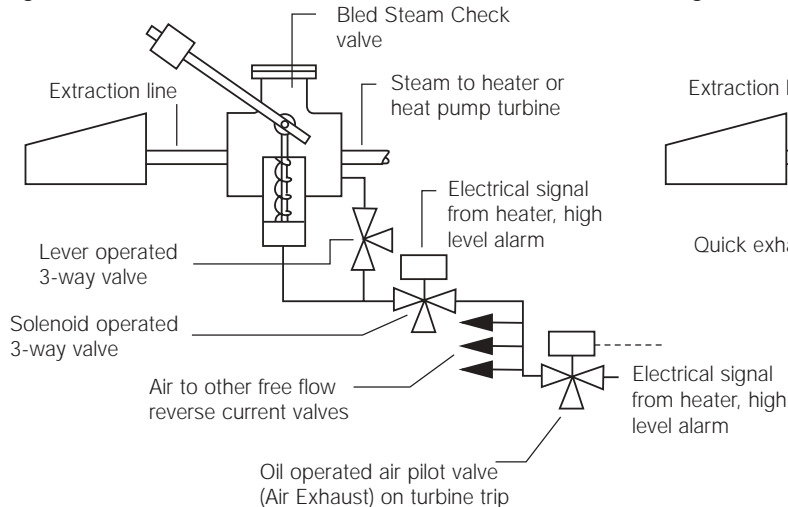 Bled Steam Check
valve
Extraction line
Steam to heater or
heat pump turbine
Electrical signal
from heater, high
level alarm
Lever operated
3-way valve
Solenoid operated
3-way valve
Air to other free flow
reverse current valves
Electrical signal
from heater, high
level alarm
Oil operated air pilot valve
(Air Exhaust) on turbine trip
Extraction
Quick